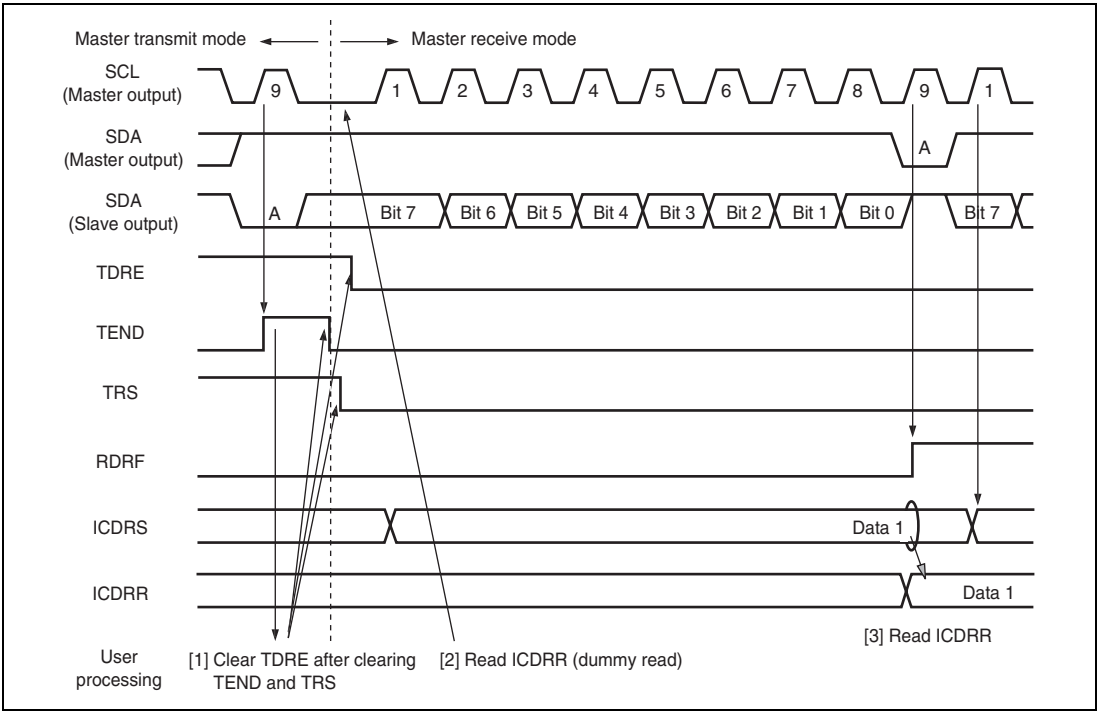 Master transmit mode
Master receive mode
SCL
(Master output)
9 1 2 3 4 5 6 7 8 9 1
SDA
(Master output)
A
SDA
(Slave output)
A Bit 7 Bit 6 Bit 5 Bit 4 Bit 3 Bit 2 Bit 1 Bit 0 Bit 7
TDRE
TEND
TRS
RDRF
ICDRS
Data 1
ICDRR
Data 1
User
processing
[1] Clear TDRE after clearing
TEND and TRS
[2] Read ICDRR (dummy read)
[3] Read ICDRR